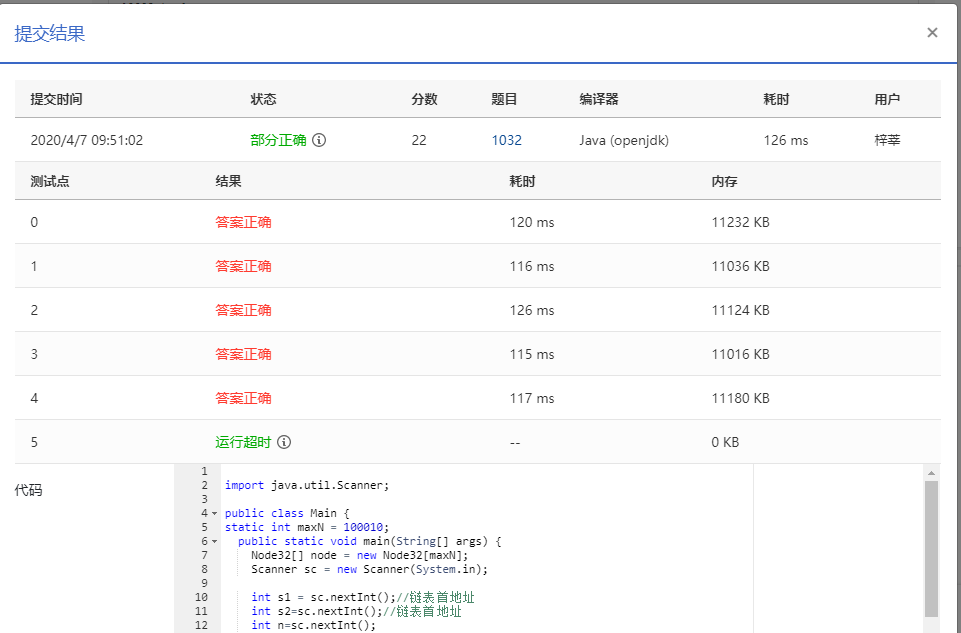 提交结果
×
提交时间 状态 分数 题目 编译器 耗时 用户
2020/4/7 09:51:02 部分正确 22 1032 Java (openjdk) 126 ms 梓莘
测试点 结果 耗时 内存
0 答案正确 120 ms 11232 KB
1 答案正确 116 ms 11036 KB
2 答案正确 126 ms 11124 KB
3 答案正确 115 ms 11016 KB
4 答案正确 117 ms 11180 KB
5 运行超时 -- 0 KB
代码
1
2 import java.util.Scanner;
3
4 public class Main {
5 static int maxN = 100010;
6 public static void main(String[] args) {
7 Node32[] node = new Node32[maxN];
8 Scanner sc = new Scanner(System.in);
9
10 int s1 = sc.nextInt();//链表首地址
11 int s2=sc.nextInt();//链表首地址
12 int n=sc.nextInt();